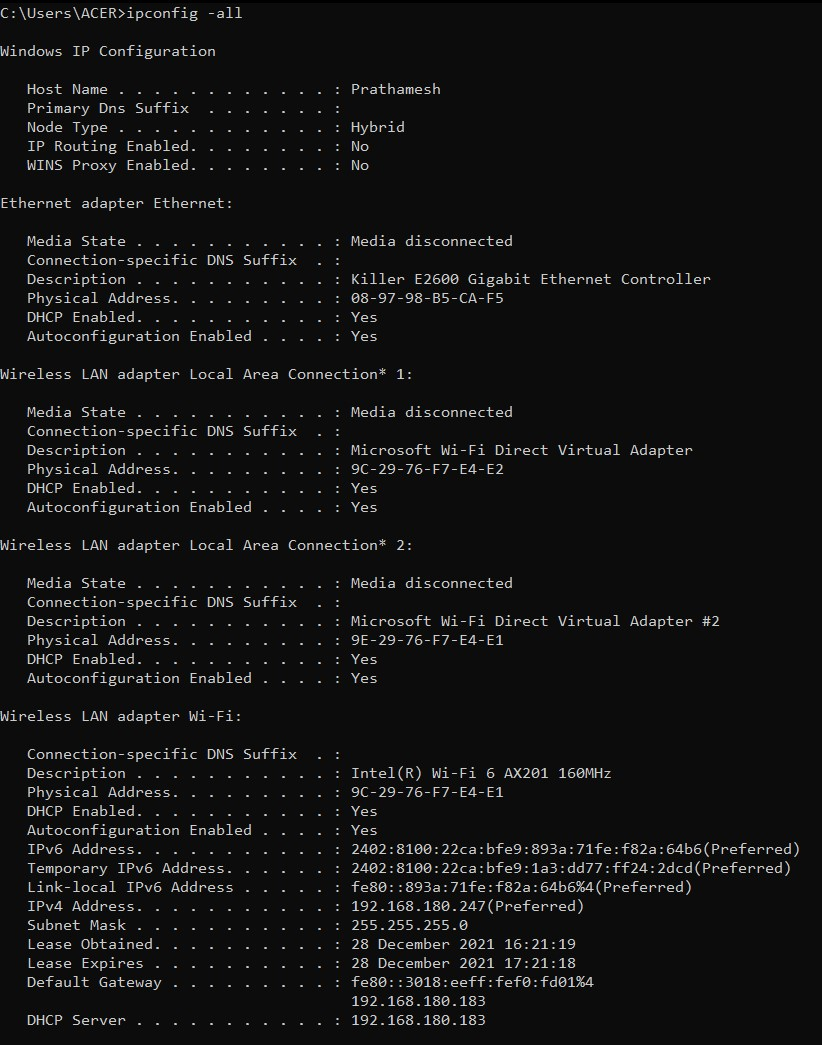 C:\Users\ACER>ipconfig -all
Windows IP Configuration
Host Name . . . . . . . . . . . . : Prathamesh
Primary Dns Suffix  . . . . . . . :
Node Type . . . . . . . . . . . . : Hybrid
IP Routing Enabled. . . . . . . . : No
WINS Proxy Enabled. . . . . . . . : No
Ethernet adapter Ethernet:
Media State . . . . . . . . . . . : Media disconnected
Connection-specific DNS Suffix  . :
Description . . . . . . . . . . . : Killer E2600 Gigabit Ethernet Controller
Physical Address. . . . . . . . . : 08-97-98-B5-CA-F5
DHCP Enabled. . . . . . . . . . . : Yes
Autoconfiguration Enabled . . . . : Yes
Wireless LAN adapter Local Area Connection* 1:
Media State . . . . . . . . . . . : Media disconnected
Connection-specific DNS Suffix  . :
Description . . . . . . . . . . . : Microsoft Wi-Fi Direct Virtual Adapter
Physical Address. . . . . . . . . : 9C-29-76-F7-E4-E2
DHCP Enabled. . . . . . . . . . . : Yes
Autoconfiguration Enabled . . . . : Yes
Wireless LAN adapter Local Area Connection* 2:
Media State . . . . . . . . . . . : Media disconnected
Connection-specific DNS Suffix  . :
Description . . . . . . . . . . . : Microsoft Wi-Fi Direct Virtual Adapter #2
Physical Address. . . . . . . . . : 9E-29-76-F7-E4-E1
DHCP Enabled. . . . . . . . . . . : Yes
Autoconfiguration Enabled . . . . : Yes
Wireless LAN adapter Wi-Fi:
Connection-specific DNS Suffix  . :
Description . . . . . . . . . . . : Intel(R) Wi-Fi 6 AX201 160MHz
Physical Address. . . . . . . . . : 9C-29-76-F7-E4-E1
DHCP Enabled. . . . . . . . . . . : Yes
Autoconfiguration Enabled . . . . : Yes
IPv6 Address. . . . . . . . . . . : 2402:8100:22ca:bfe9:893a:71fe:f82a:64b6(Preferred)
Temporary IPv6 Address. . . . . . : 2402:8100:22ca:bfe9:1a3:dd77:ff24:2dcd(Preferred)
Link-local IPv6 Address . . . . . : fe80::893a:71fe:f82a:64b6%4(Preferred)
IPv4 Address. . . . . . . . . . . : 192.168.180.247(Preferred)
Subnet Mask . . . . . . . . . . . : 255.255.255.0
Lease Obtained. . . . . . . . . . : 28 December 2021 16:21:19
Lease Expires . . . . . . . . . . : 28 December 2021 17:21:18
Default Gateway . . . . . . . . . : fe80::3018:eeff:fef0:fd01%4
192.168.180.183
DHCP Server . . . . . . . . . . . : 192.168.180.183